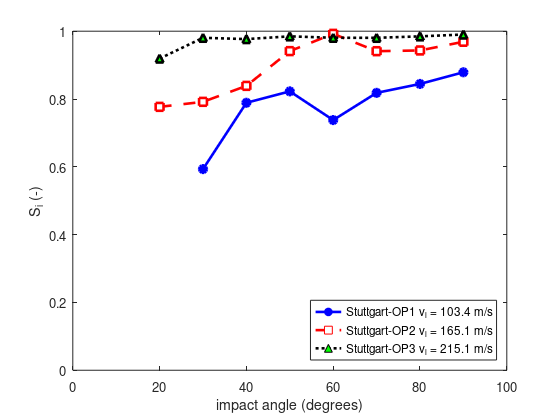 1
0.8
0.6
0.4
0.2
0
S_i (-)
0
20
40
60
80
100
impact angle (degrees)
Stuttgart-OP1 v_i = 103.4 m/s
Stuttgart-OP2 v_i = 165.1 m/s
Stuttgart-OP3 v_i = 215.1 m/s